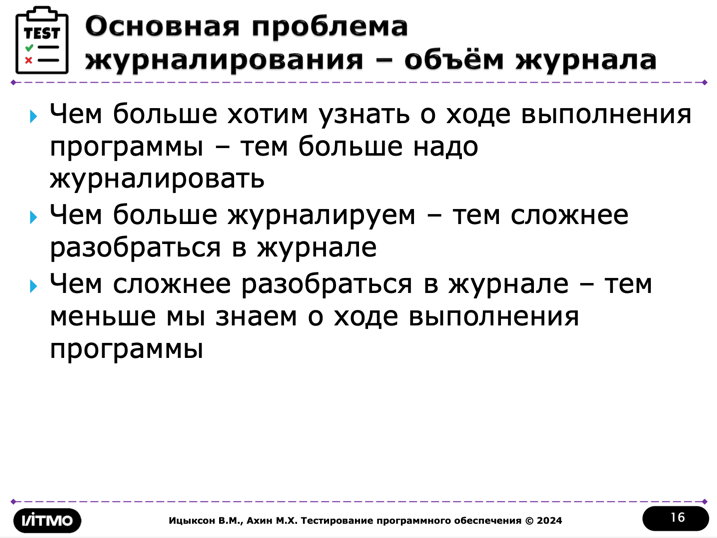 TEST
Основная проблема
журналирования – объём журнала
Чем больше хотим узнать о ходе выполнения
программы – тем больше надо
журналировать
Чем больше журналируем – тем сложнее
разобраться в журнале
Чем сложнее разобраться в журнале – тем
меньше мы знаем о ходе выполнения
программы
ИТМО
Ицыксон В.М., Ахин М.Х. Тестирование программного обеспечения © 2024
16